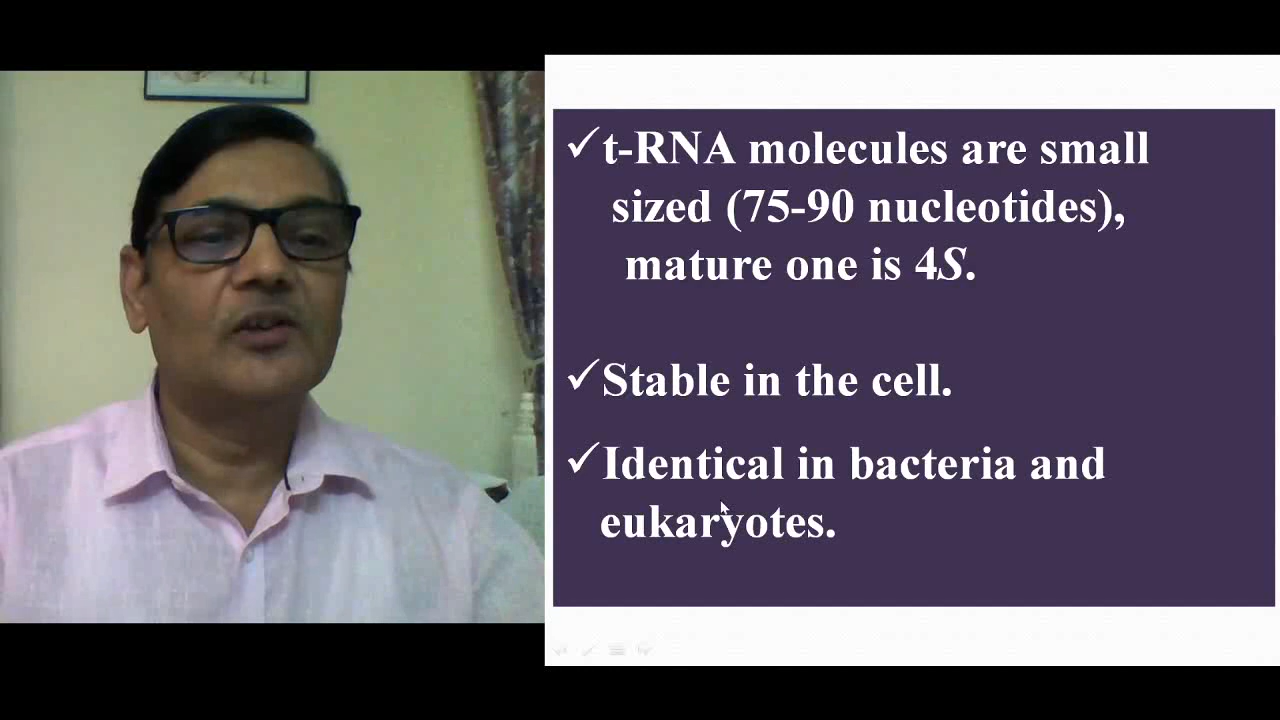 ✓t-RNA molecules are small
sized (75-90 nucleotides),
mature one is 4S.
✓Stable in the cell.
✓Identical in bacteria and
eukaryotes.